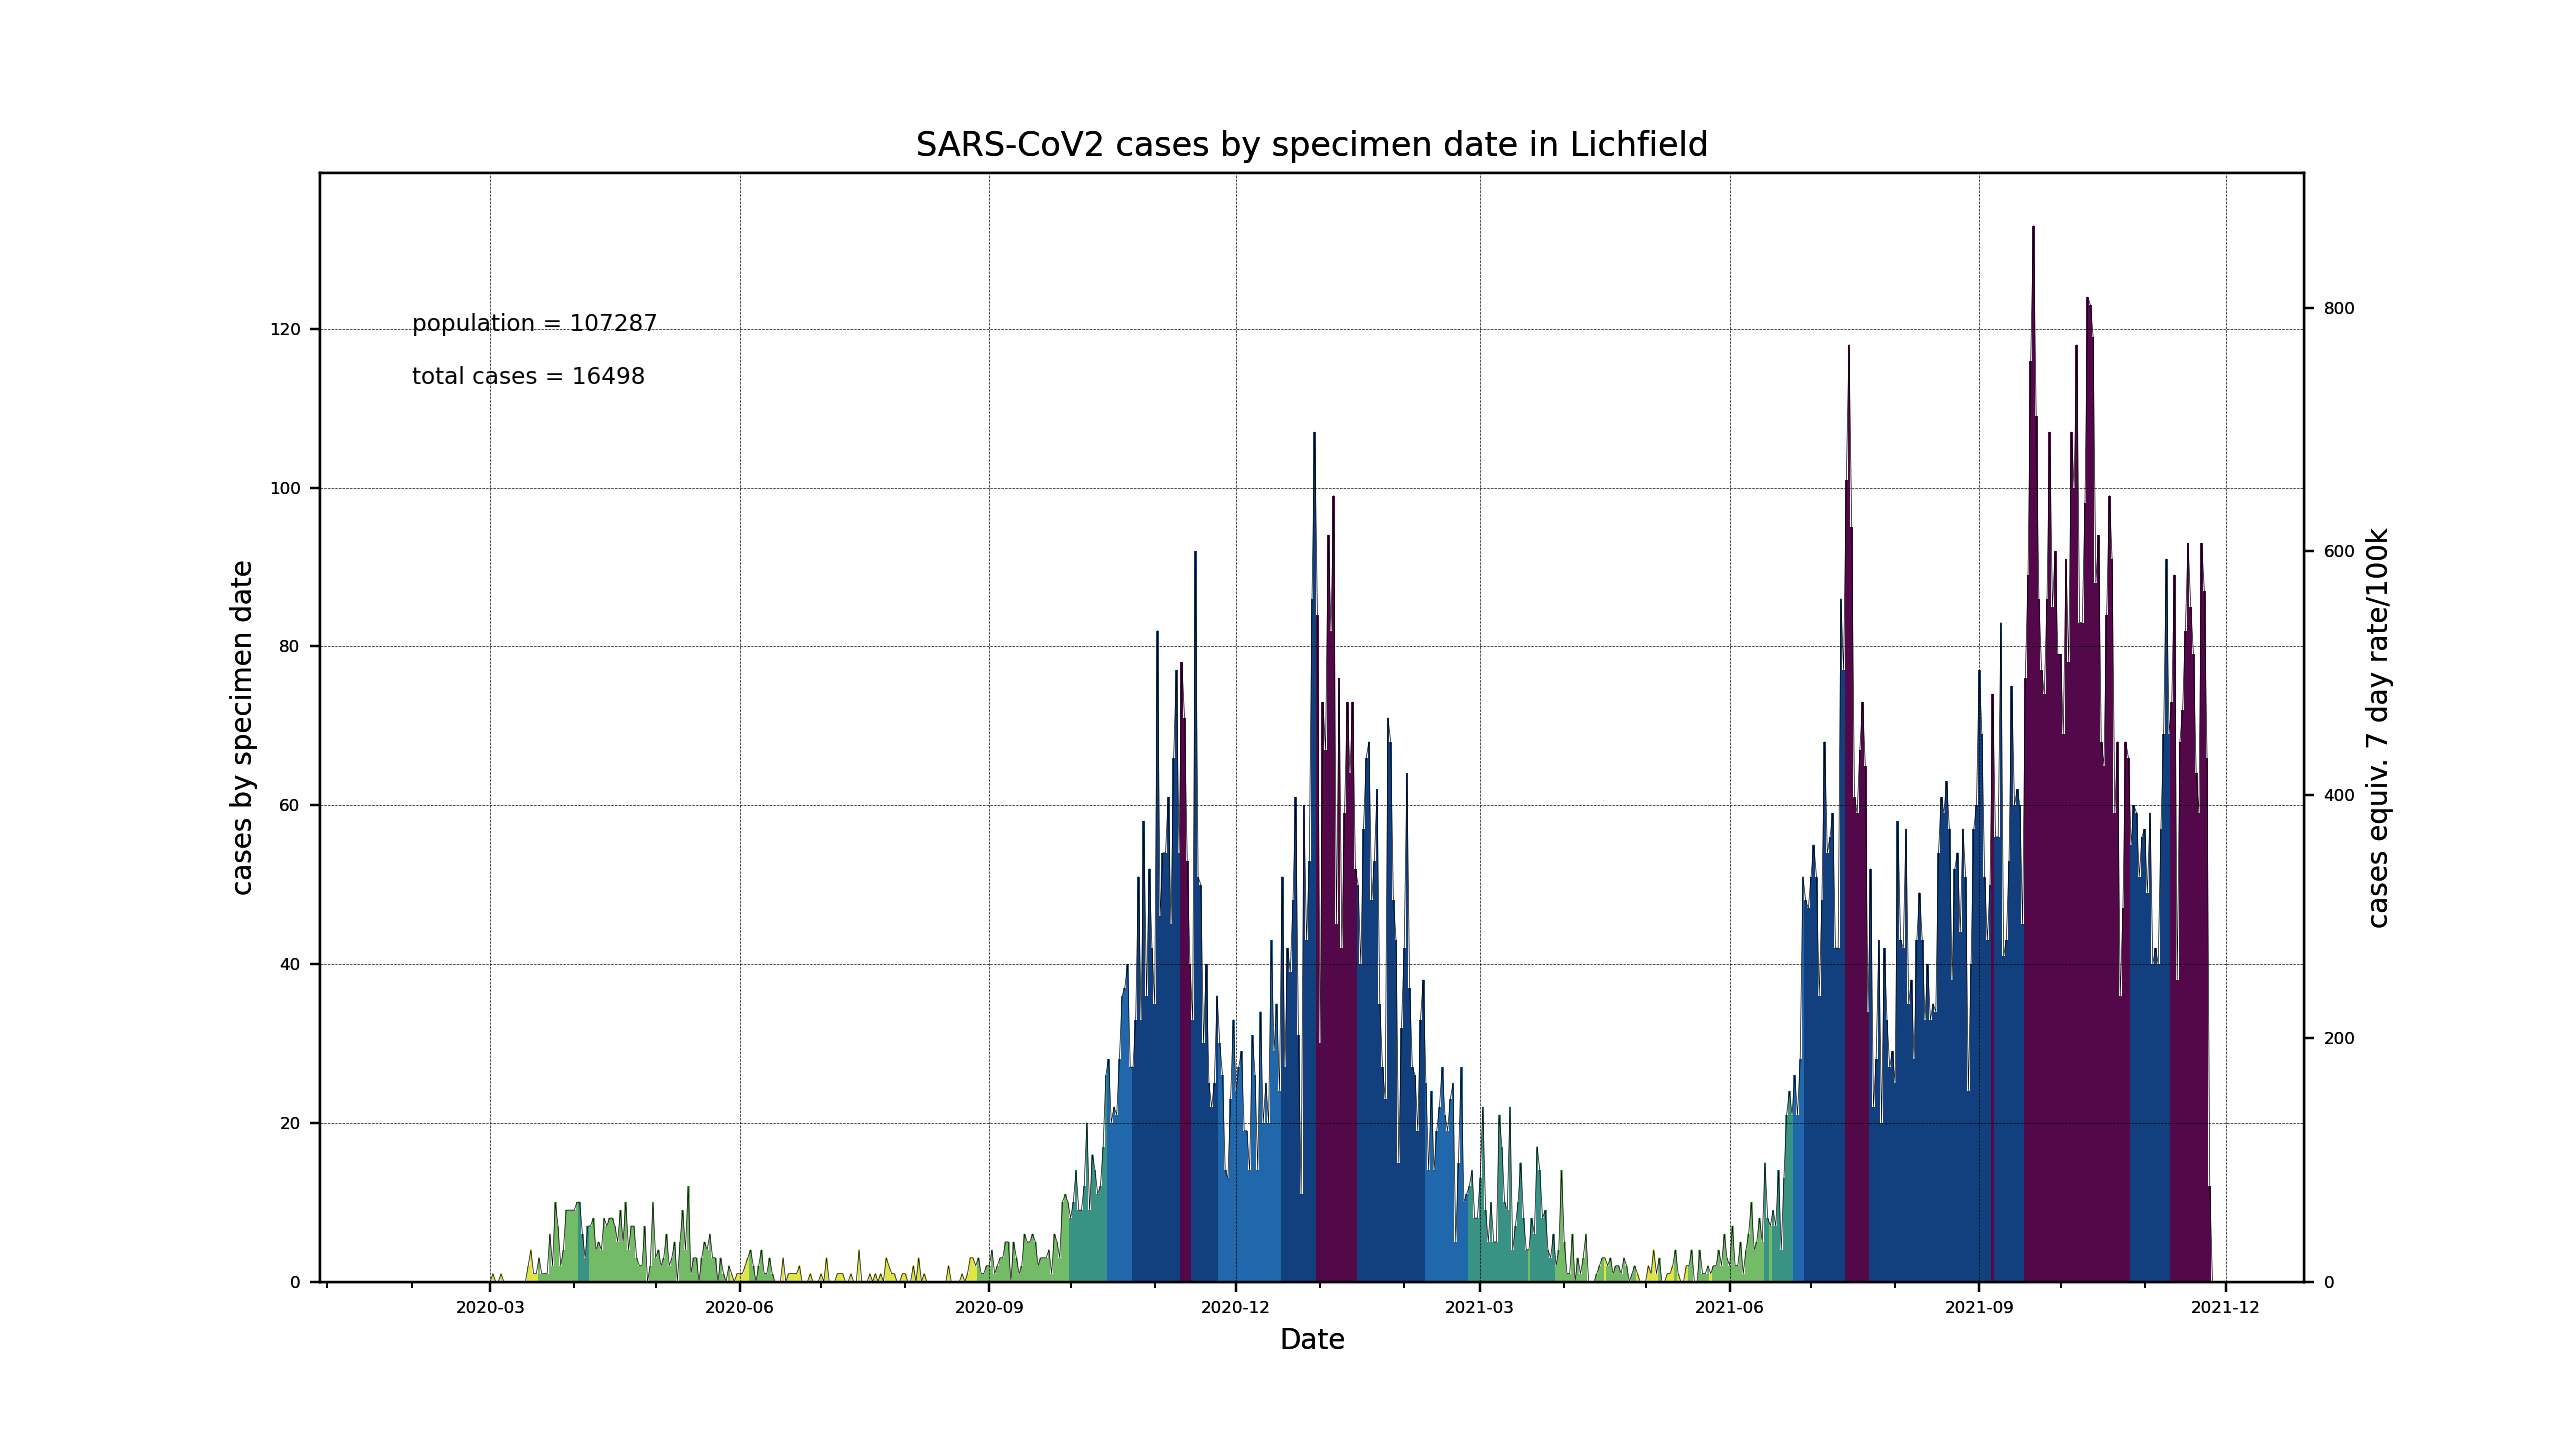 SARS-CoV2 cases by specimen date in Lichfield
population = 107287
total cases = 16498
cases by specimen date
120
100
80
60
40
20
0
800
600
400
200
0
cases equiv. 7 day rate/100k
2020-03 2020-06 2020-09 2020-12 2021-03 2021-06 2021-09 2021-12
Date